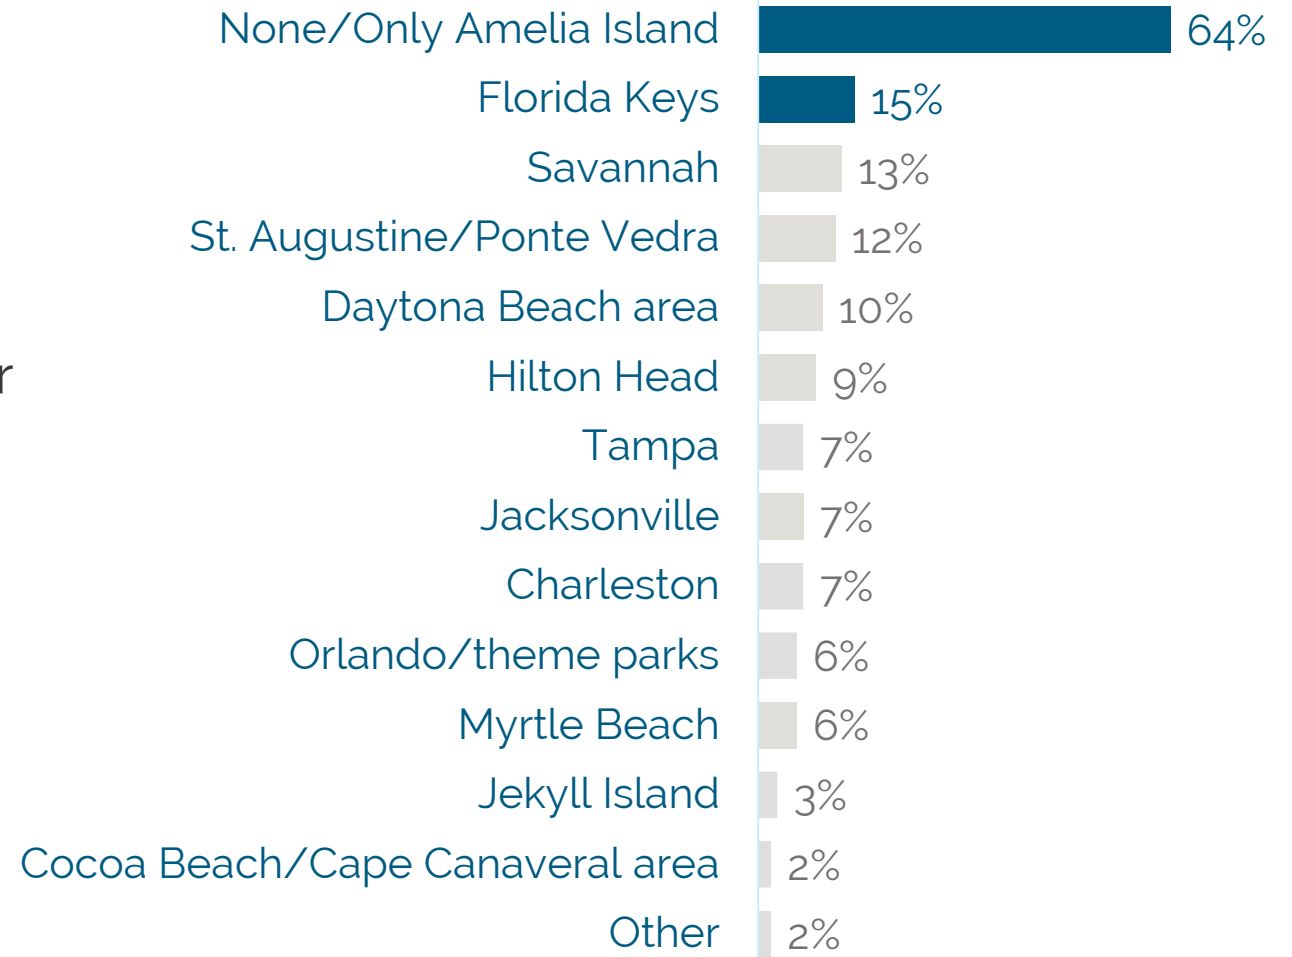 None/Only Amelia Island 64%
Florida Keys 15%
Savannah 13%
St. Augustine/Ponte Vedra 12%
Daytona Beach area 10%
r
Hilton Head 9%
Tampa 7%
Jacksonville 7%
Charleston 7%
Orlando/theme parks 6%
Myrtle Beach 6%
Jekyll Island 3%
Cocoa Beach/Cape Canaveral area 2%
Other 2%